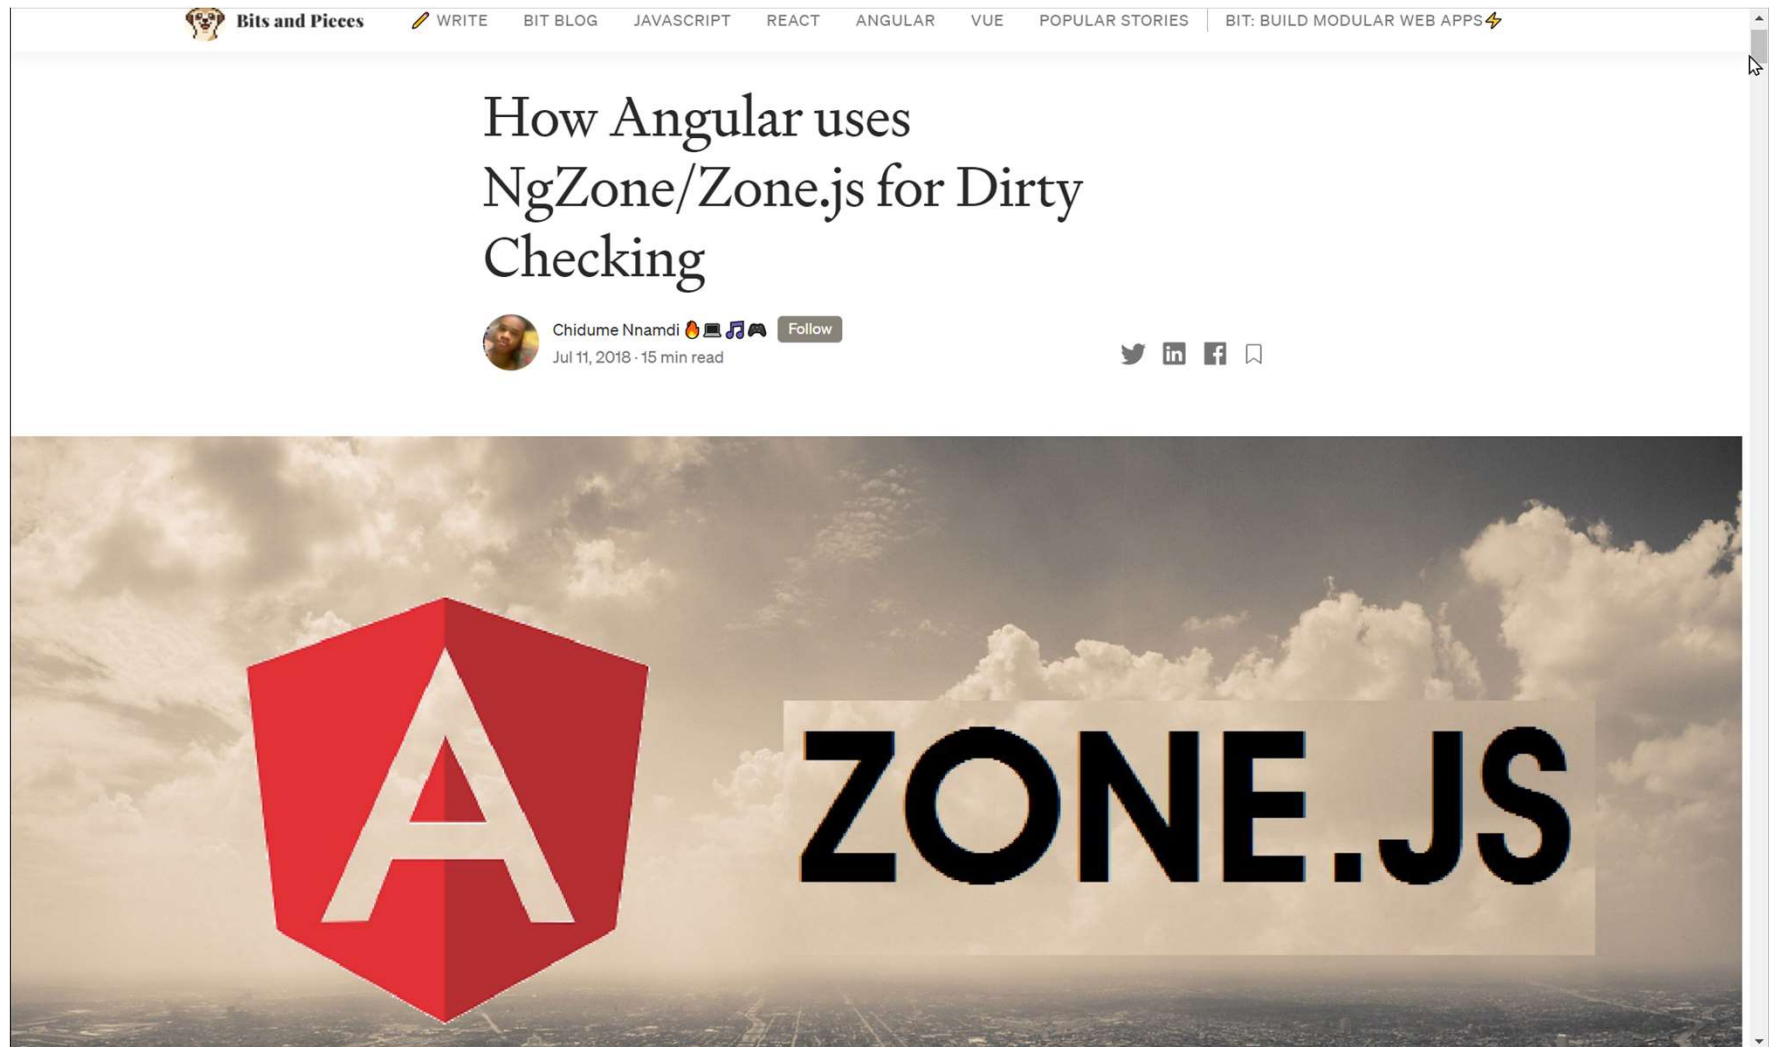 Bits and Pieces WRITE BIT BLOG JAVASCRIPT REACT ANGULAR VUE POPULAR STORIES BIT: BUILD MODULAR WEB APPS⚡
How Angular uses
NgZone/Zone.js for Dirty
Checking
Chidume Nnamdi 🔥💻🎵🎮 Follow
Jul 11, 2018 · 15 min read
A ZONE.JS